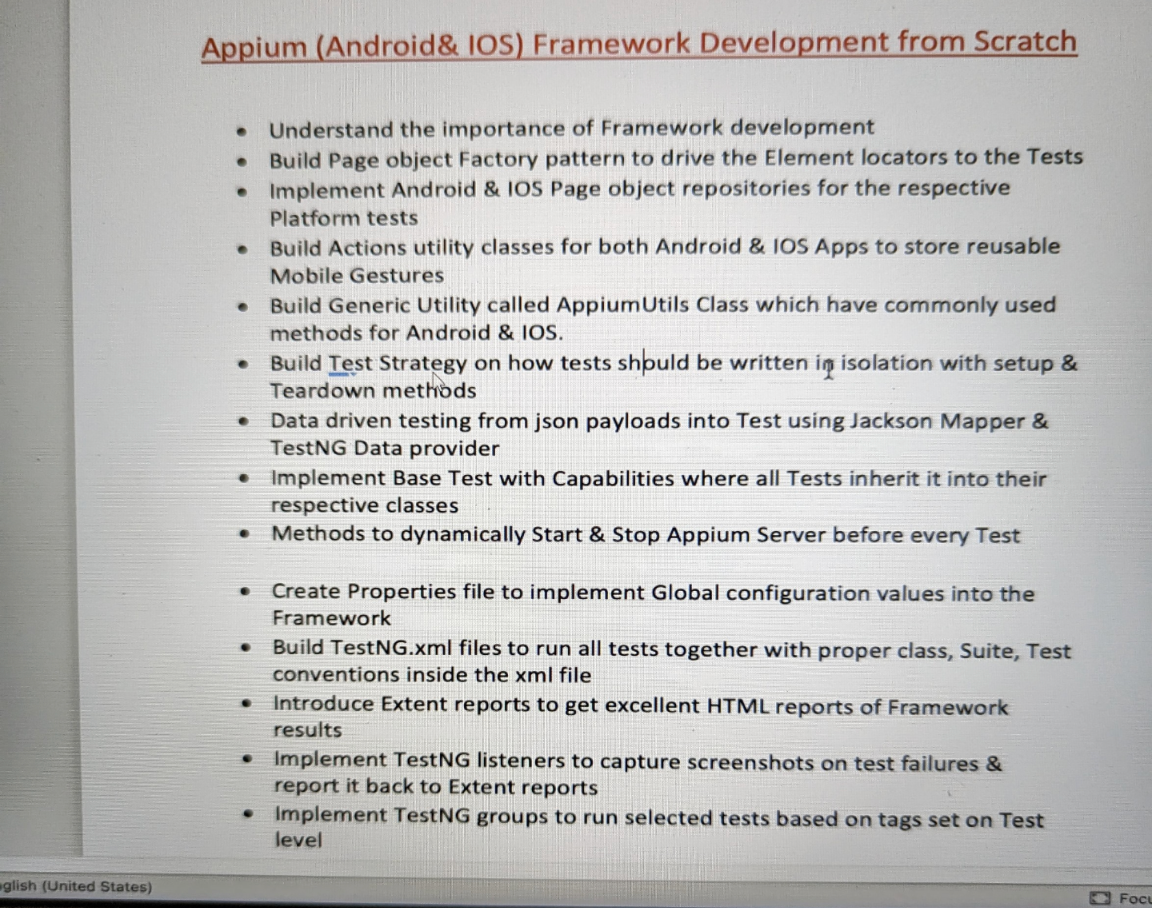 Appium (Android& IOS) Framework Development from Scratch
• Understand the importance of Framework development
• Build Page object Factory pattern to drive the Element locators to the Tests
• Implement Android & IOS Page object repositories for the respective
Platform tests
• Build Actions utility classes for both Android & IOS Apps to store reusable
Mobile Gestures
• Build Generic Utility called AppiumUtils Class which have commonly used
methods for Android & IOS.
• Build Test Strategy on how tests should be written in isolation with setup &
Teardown methods
• Data driven testing from json payloads into Test using Jackson Mapper &
TestNG Data provider
• Implement Base Test with Capabilities where all Tests inherit it into their
respective classes
• Methods to dynamically Start & Stop Appium Server before every Test
• Create Properties file to implement Global configuration values into the
Framework
• Build TestNG.xml files to run all tests together with proper class, Suite, Test
conventions inside the xml file
• Introduce Extent reports to get excellent HTML reports of Framework
results
• Implement TestNG listeners to capture screenshots on test failures &
report it back to Extent reports
• Implement TestNG groups to run selected tests based on tags set on Test
level
glish (United States)
Focu